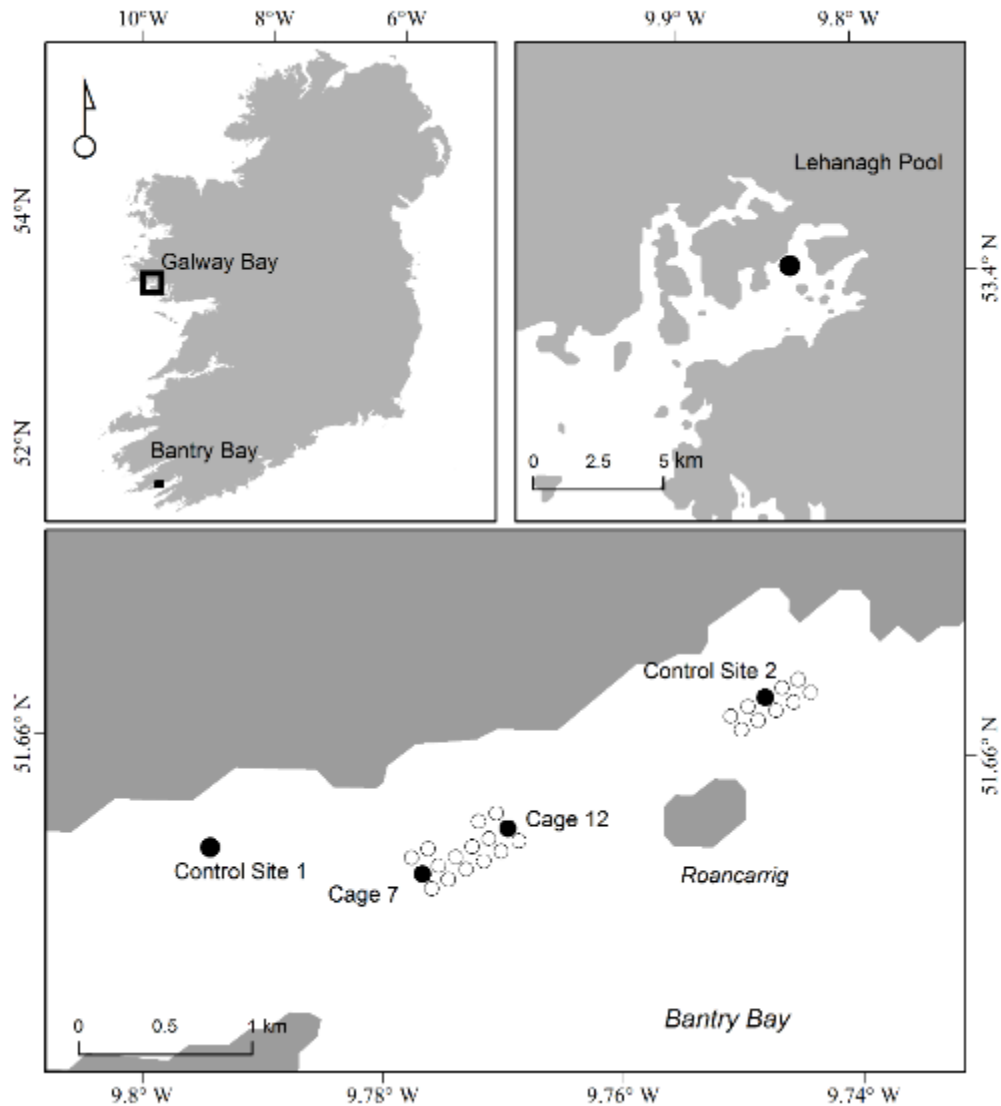 10°W 8°W 6°W
9.9°W 9.8°W
54°N
52°N
Galway Bay
Bantry Bay
Lehanagh Pool
53.4°N
0 2.5 5 km
51.66° N
51.66° N
Control Site 2
Cage 12
Control Site 1
Cage 7
Roancarrig
Bantry Bay
0 0.5 1 km
9.8° W 9.78° W 9.76° W 9.74° W